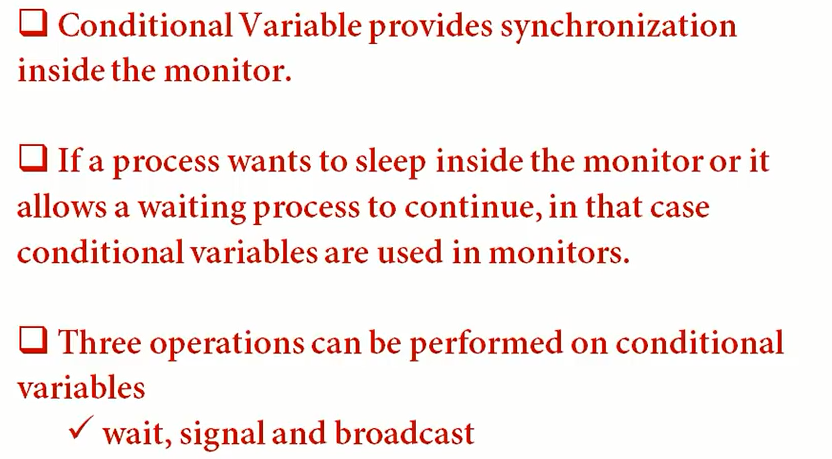 ❑ Conditional Variable provides synchronization
inside the monitor.
❑ If a process wants to sleep inside the monitor or it
allows a waiting process to continue, in that case
conditional variables are used in monitors.
❑ Three operations can be performed on conditional
variables
✓ wait, signal and broadcast